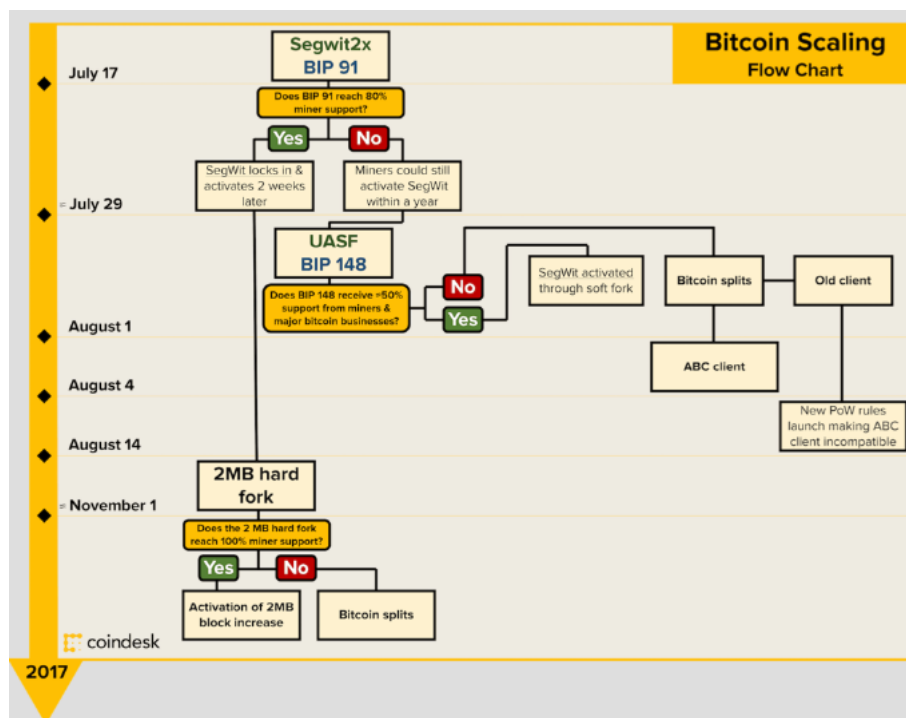 Bitcoin Scaling
Flow Chart
Segwit2x
BIP 91
July 17
Does BIP 91 reach 80%
miner support?
Yes
No
SegWit locks in &
activates 2 weeks
later
Miners could still
activate SegWit
within a year
≈ July 29
UASF
BIP 148
Does BIP 148 receive ≈50%
support from miners &
major bitcoin businesses?
No
Yes
SegWit activated
through soft fork
Bitcoin splits
Old client
August 1
ABC client
August 4
New PoW rules
launch making ABC
client incompatible
August 14
2MB hard
fork
≈ November 1
Does the 2 MB hard fork
reach 100% miner support?
Yes
No
Activation of 2MB
block increase
Bitcoin splits
coindesk
2017